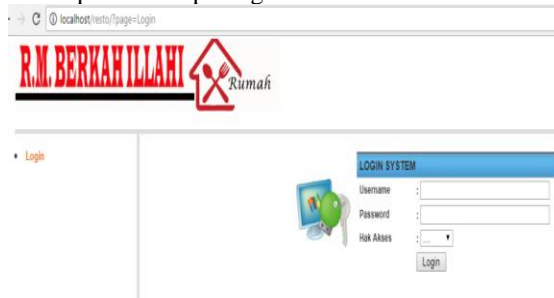 localhost/resto/?page=Login
R.M. BERKAH ILLAHI
Rumah
Login
LOGIN SYSTEM
Username :
Password :
Hak Akses : ....
Login